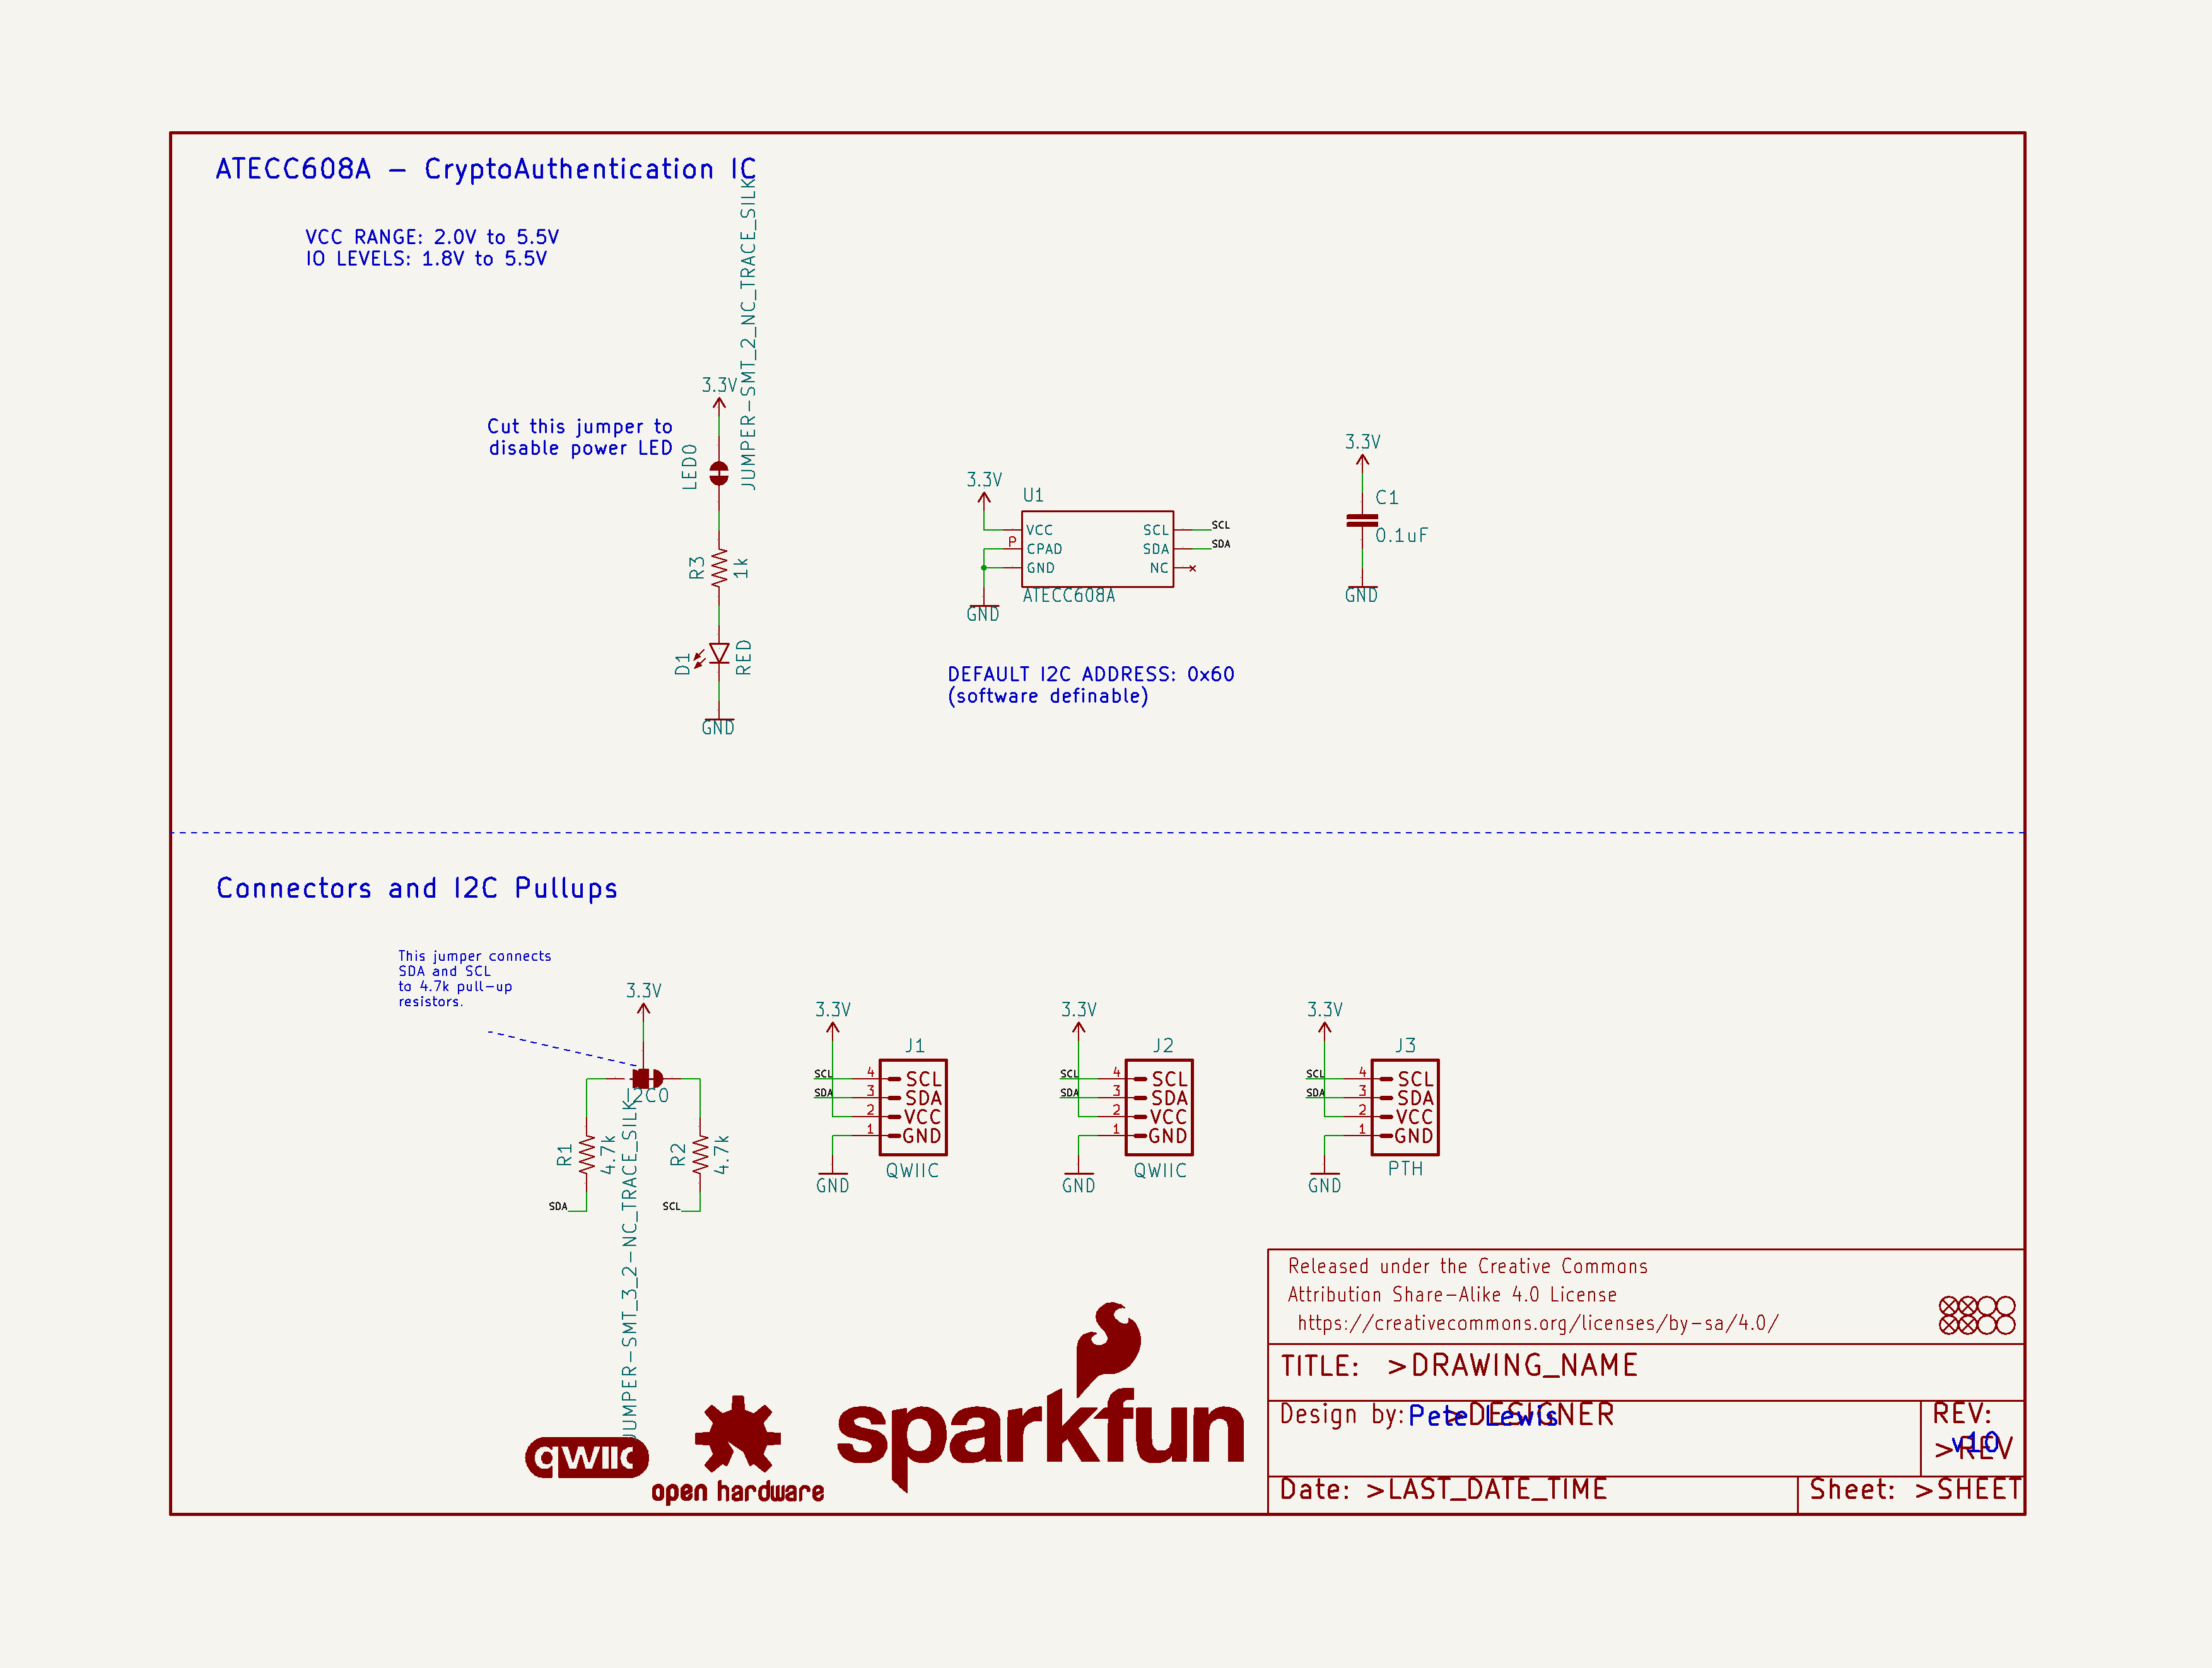 ATECC608A - CryptoAuthentication IC
VCC RANGE: 2.0V to 5.5V
IO LEVELS: 1.8V to 5.5V
JUMPER-SMT_2_NC_TRACE_SILK
3.3V
Cut this jumper to
disable power LED
LED0
R3
1k
D1
RED
GND
3.3V
U1
VCC
P
CPAD
GND
SCL
SDA
NC
SCL
SDA
ATECC608A
GND
3.3V
C1
0.1uF
GND
DEFAULT I2C ADDRESS: 0x60
(software definable)
Connectors and I2C Pullups
This jumper connects
SDA and SCL
to 4.7k pull-up
resistors.
3.3V
I2C0
JUMPER-SMT_3_2-NC_TRACE_SILK
R1
4.7k
R2
4.7k
SDA
SCL
3.3V
J1
SCL
4
SCL
SDA
3
SDA
2
VCC
1
GND
GND
QWIIC
3.3V
J2
SCL
4
SCL
SDA
3
SDA
2
VCC
1
GND
GND
QWIIC
3.3V
J3
SCL
4
SCL
SDA
3
SDA
2
VCC
1
GND
GND
PTH
qwiic
open hardware
sparkfun
Released under the Creative Commons
Attribution Share-Alike 4.0 License
https://creativecommons.org/licenses/by-sa/4.0/
TITLE: >DRAWING_NAME
Design by: Pete Lewis
>DESIGNER
REV:
v10
>REV
Date: >LAST_DATE_TIME
Sheet: >SHEET